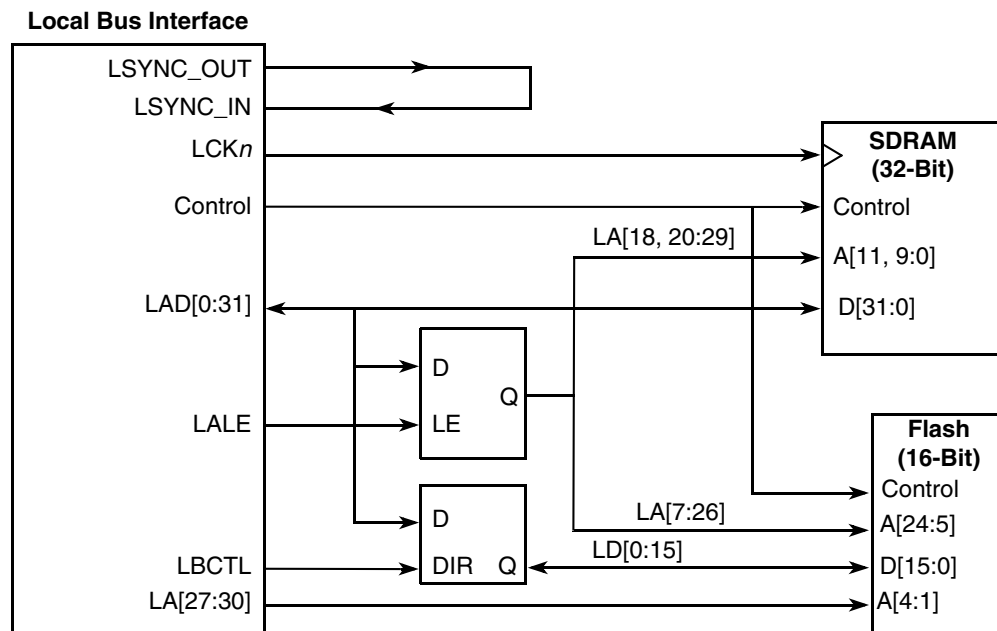 Local Bus Interface
LSYNC_OUT
LSYNC_IN
LCKn
Control
LAD[0:31]
LALE
LBCTL
LA[27:30]
D
Q
LE
D
DIR Q
LA[18, 20:29]
LA[7:26]
LD[0:15]
SDRAM
(32-Bit)
Control
A[11, 9:0]
D[31:0]
Flash
(16-Bit)
Control
A[24:5]
D[15:0]
A[4:1]